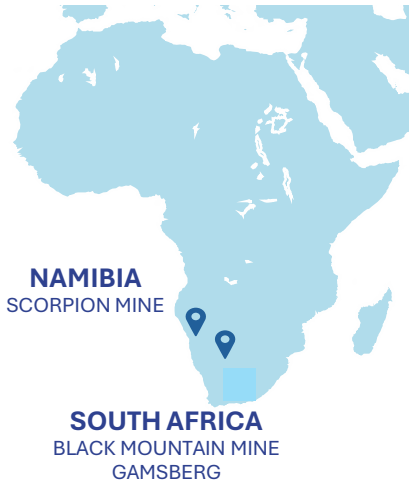 NAMIBIA
SCORPION MINE
SOUTH AFRICA
BLACK MOUNTAIN MINE
GAMSBERG